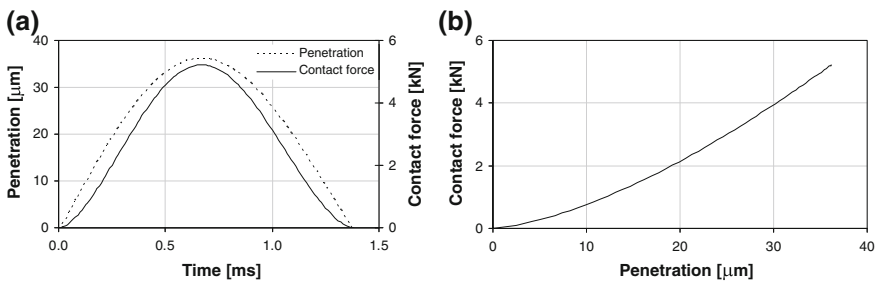 (a)
40
30
20
10
0
Penetration [μm]
0.0
0.5
1.0
1.5
Time [ms]
6
4
2
0
Contact force [kN]
Penetration
Contact force
(b)
6
4
2
0
Contact force [kN]
0
10
20
30
40
Penetration [μm]